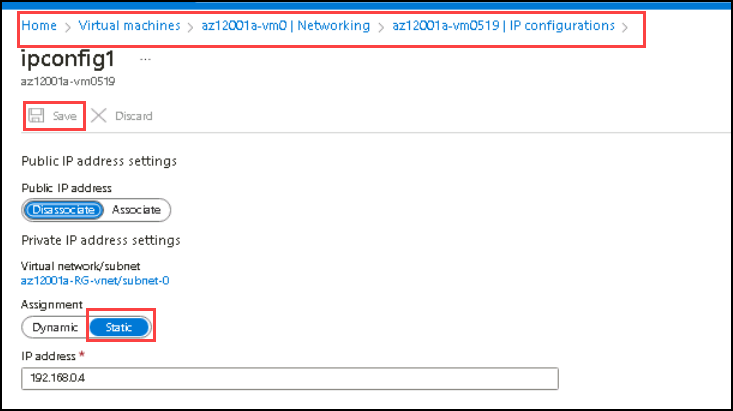 Home > Virtual machines > az12001a-vm0 | Networking > az12001a-vm0519 | IP configurations >
ipconfig1 ...
az12001a-vm0519
Save Discard
Public IP address settings
Public IP address
Disassociate Associate
Private IP address settings
Virtual network/subnet
az12001a-RG-vnet/subnet-0
Assignment
Dynamic Static
IP address *
192.168.0.4